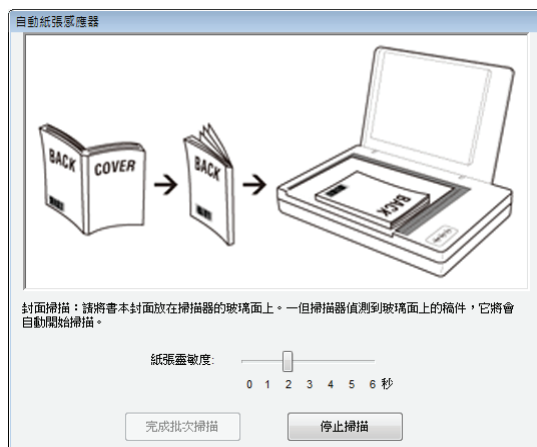 自動紙張感應器
BACK COVER
BACK
BACK
封面掃描：請將書本封面放在掃描器的玻璃面上。一但掃描器偵測到玻璃面上的稿件，它將會
自動開始掃描。
紙張靈敏度:
0 1 2 3 4 5 6 秒
完成批次掃描 停止掃描